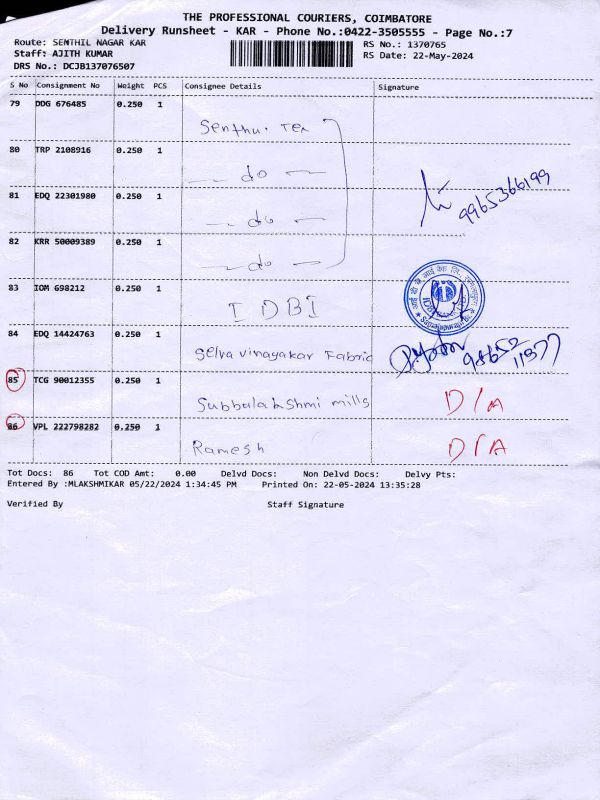 THE PROFESSIONAL COURIERS, COIMBATORE
Delivery Runsheet - KAR - Phone No.:0422-3505555 - Page No.:7
Route: SENTHIL NAGAR KAR
RS No.: 1370765
Staff: AJITH KUMAR
RS Date: 22-May-2024
DRS No.: DCJB137076507
S No Consignment No Weight PCS Consignee Details Signature
79 DDG 676485 0.250 1
Senthur Tex
80 TRP 2108916 0.250 1
— do —
81 EDQ 22301980 0.250 1
9965366199
— do —
82 KRR 50009389 0.250 1
— do —
83 IOM 698212 0.250 1
IDBI
84 EDQ 14424763 0.250 1
Selva vinayakar Fabric
98652
11377
85 TCG 90012355 0.250 1
Subbulakshmi mills D/A
86 VPL 222798282 0.250 1
Ramesh D/A
Tot Docs: 86 Tot COD Amt: 0.00 Delvd Docs: Non Delvd Docs: Delvy Pts:
Entered By :MLAKSHMIKAR 05/22/2024 1:34:45 PM Printed On: 22-05-2024 13:35:28
Verified By Staff Signature